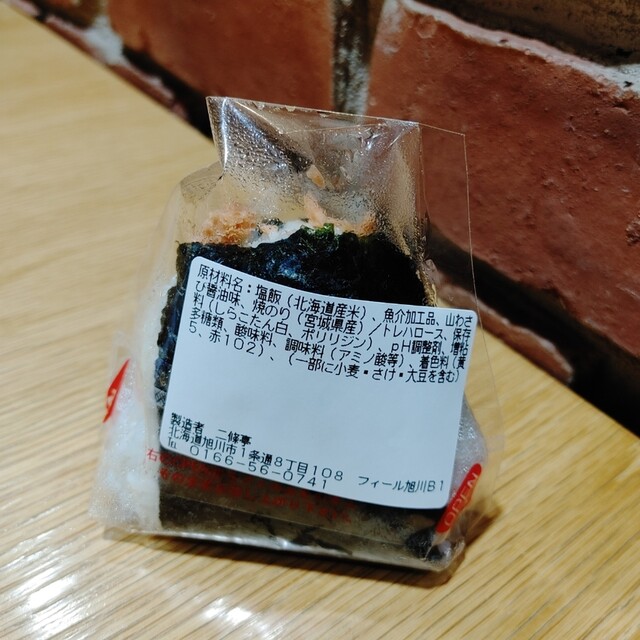 原材料名:塩飯(北海道産米)、魚介加工品、山わさ
び醤油味、焼のり(宮城県産)/トレハロース、保存
料(しらこたん白、ポリリジン)、pH調整剤、増粘
多糖類、酸味料、調味料(アミノ酸等)、着色料(黄
5、赤102)、(一部に小麦・さけ・大豆を含む)
製造者 二條亭
北海道旭川市1条通8丁目108 フィール旭川B1
℡ 0166-56-0741
OPEN